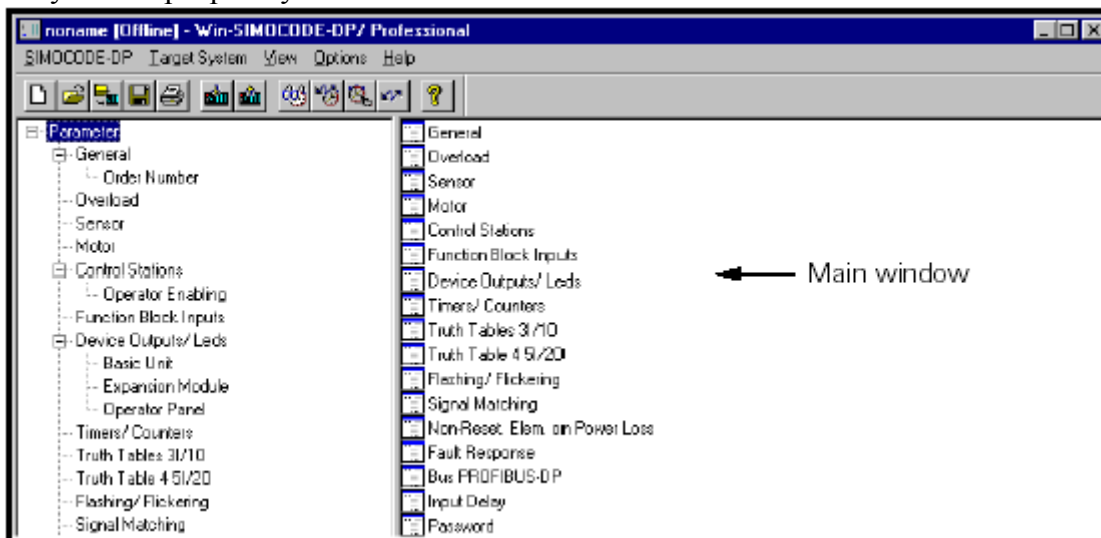 noname [Offline] - Win-SIMOCODE-DP/ Professional
SIMOCODE-DP Target System View Options Help
Parameter
General
Order Number
Overload
Sensor
Motor
Control Stations
Operator Enabling
Function Block Inputs
Device Outputs/ Leds
Basic Unit
Expansion Module
Operator Panel
Timers/ Counters
Truth Tables 3I/1O
Truth Table 4 5I/2O
Flashing/ Flickering
Signal Matching
General
Overload
Sensor
Motor
Control Stations
Function Block Inputs
Device Outputs/ Leds
Timers/ Counters
Truth Tables 3I/1O
Truth Table 4 5I/2O
Flashing/ Flickering
Signal Matching
Non-Reset. Elem. on Power Loss
Fault Response
Bus PROFIBUS-DP
Input Delay
Password
Main window